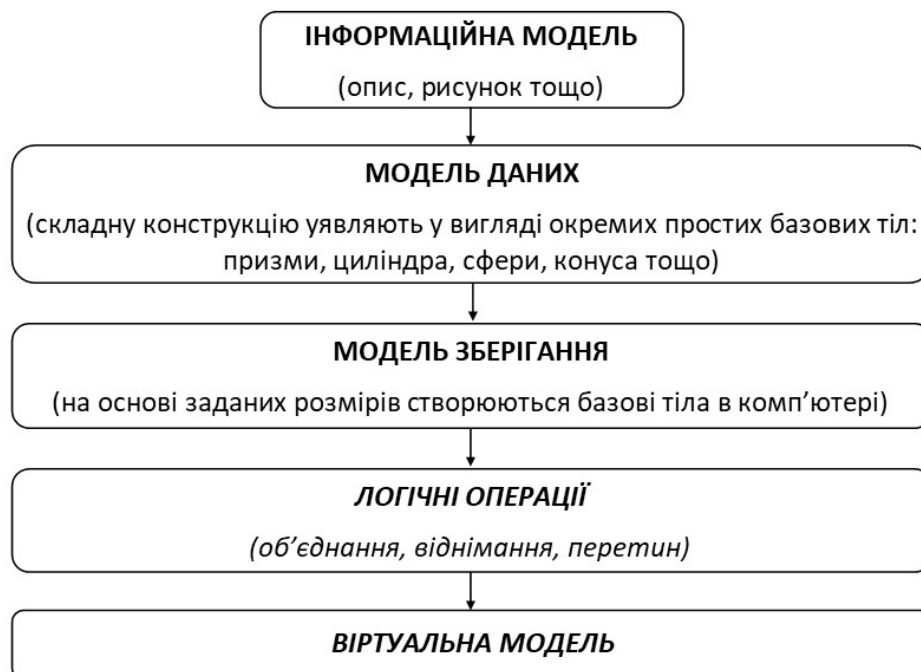 ІНФОРМАЦІЙНА МОДЕЛЬ
(опис, рисунок тощо)
МОДЕЛЬ ДАНИХ
(складну конструкцію уявляють у вигляді окремих простих базових тіл:
призми, циліндра, сфери, конуса тощо)
МОДЕЛЬ ЗБЕРІГАННЯ
(на основі заданих розмірів створюються базові тіла в комп’ютері)
ЛОГІЧНІ ОПЕРАЦІЇ
(об’єднання, віднімання, перетин)
ВІРТУАЛЬНА МОДЕЛЬ